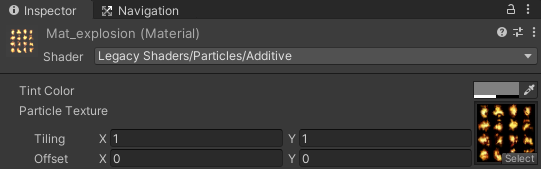 Inspector Navigation
Mat_explosion (Material)
Shader Legacy Shaders/Particles/Additive
Tint Color
Particle Texture
Tiling X 1 Y 1
Offset X 0 Y 0
Select